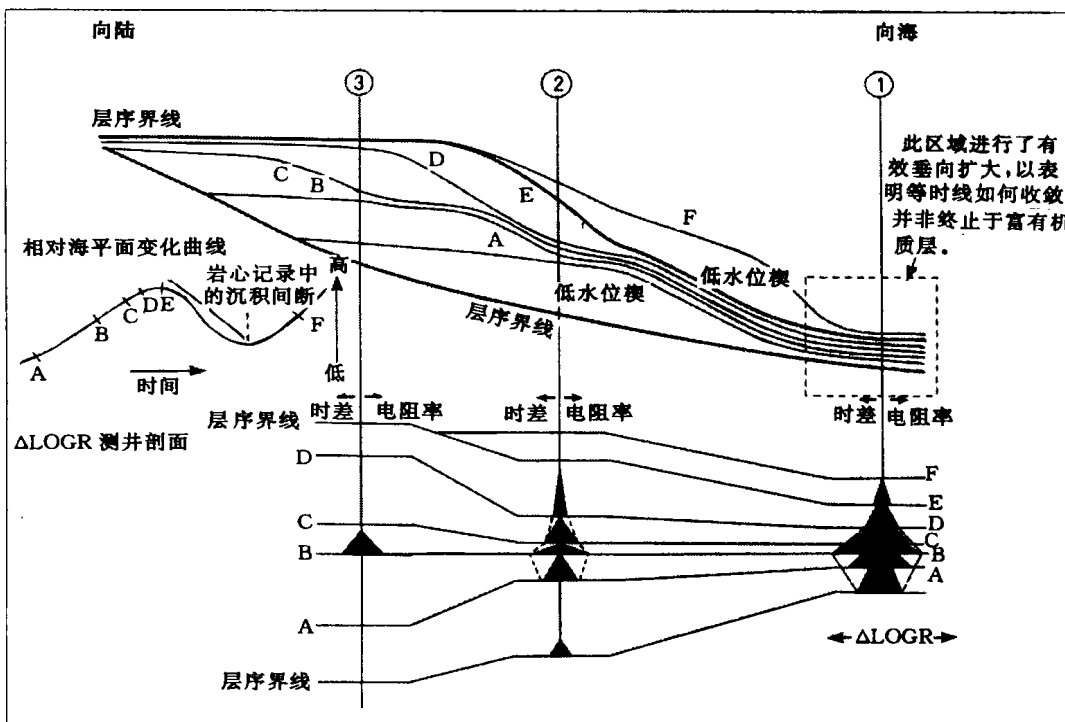 向陆
向海
③
②
①
层序界线
D
C
B
E
A
F
此区域进行了有
效垂向扩大,以表
明等时线如何收敛
并非终止于富有机
质层。
相对海平面变化曲线
岩心记录中
的沉积间断
高
低
低水位楔
低水位楔
层序界线
A
B
C
D
E
F
时间
时差
电阻率
时差
电阻率
时差
电阻率
层序界线
ΔLOGR 测井剖面
D
C
B
A
层序界线
F
E
D
C
B
A
ΔLOGR